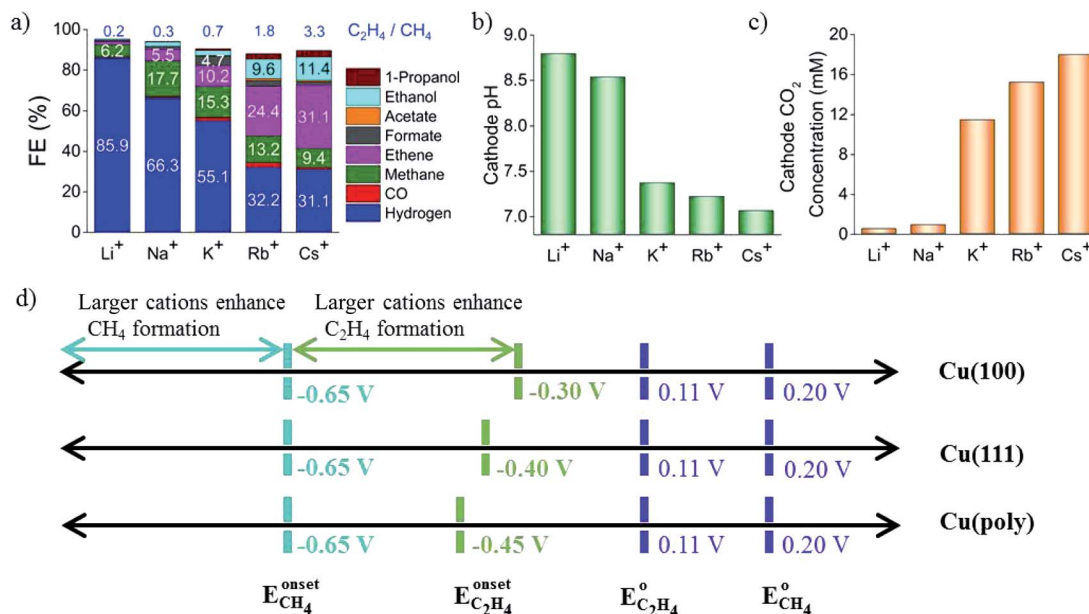 a)
0.2 0.3 0.7 1.8 3.3 C₂H₄ / CH₄
FE (%)
100
80
60
40
20
0
6.2
85.9
5.5
17.7
66.3
4.7
10.2
15.3
55.1
9.6
24.4
13.2
32.2
11.4
31.1
9.4
31.1
Li⁺ Na⁺ K⁺ Rb⁺ Cs⁺
1-Propanol
Ethanol
Acetate
Formate
Ethene
Methane
CO
Hydrogen
b)
Cathode pH
9.0
8.5
8.0
7.5
7.0
Li⁺ Na⁺ K⁺ Rb⁺ Cs⁺
c)
Cathode CO₂
Concentration (mM)
20
16
12
8
4
0
Li⁺ Na⁺ K⁺ Rb⁺ Cs⁺
d)
Larger cations enhance
CH₄ formation
Larger cations enhance
C₂H₄ formation
Cu(100)
-0.65 V -0.30 V 0.11 V 0.20 V
Cu(111)
-0.65 V -0.40 V 0.11 V 0.20 V
Cu(poly)
-0.65 V -0.45 V 0.11 V 0.20 V
E onset CH₄ E onset C₂H₄ E o C₂H₄ E o CH₄